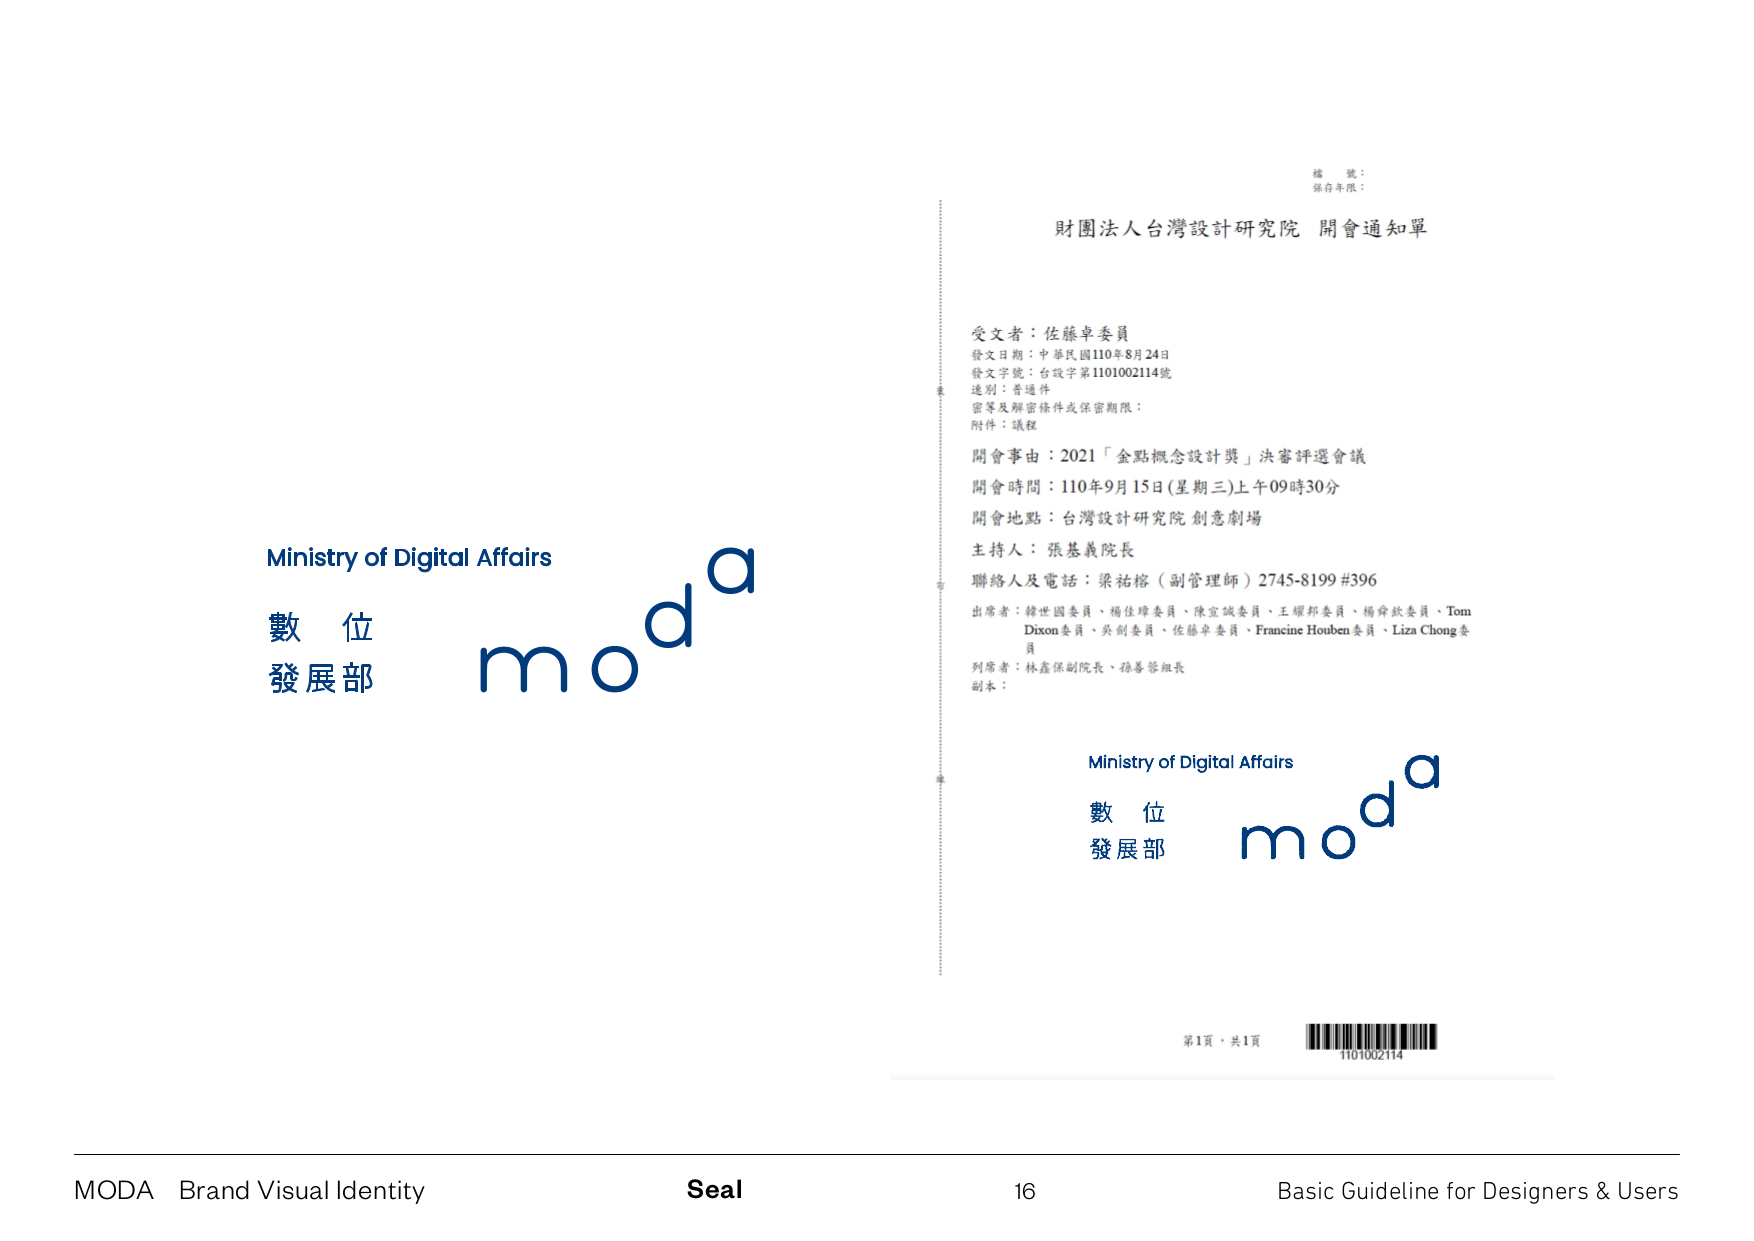 Ministry of Digital Affairs
數 位
發展部
moda
檔 號：
保存年限：
財團法人台灣設計研究院 開會通知單
受文者：佐藤卓委員
發文日期：中華民國110年8月24日
發文字號：台設字第1101002114號
速別：普通件
密等及解密條件或保密期限：
附件：議程
開會事由：2021「金點概念設計獎」決審評選會議
開會時間：110年9月15日(星期三)上午09時30分
開會地點：台灣設計研究院 創意劇場
主持人： 張基義院長
聯絡人及電話：梁祐榕（副管理師）2745-8199 #396
出席者：韓世國委員、楊佳璋委員、陳宣誠委員、王耀邦委員、楊舜欽委員、Tom
Dixon委員、吳劍委員、佐藤卓委員、Francine Houben委員、Liza Chong委
員
列席者：林鑫保副院長、孫善蓉組長
副本：
裝
訂
線
Ministry of Digital Affairs
數 位
發展部
moda
第1頁，共1頁
1101002114
MODA Brand Visual Identity
Seal
16
Basic Guideline for Designers & Users